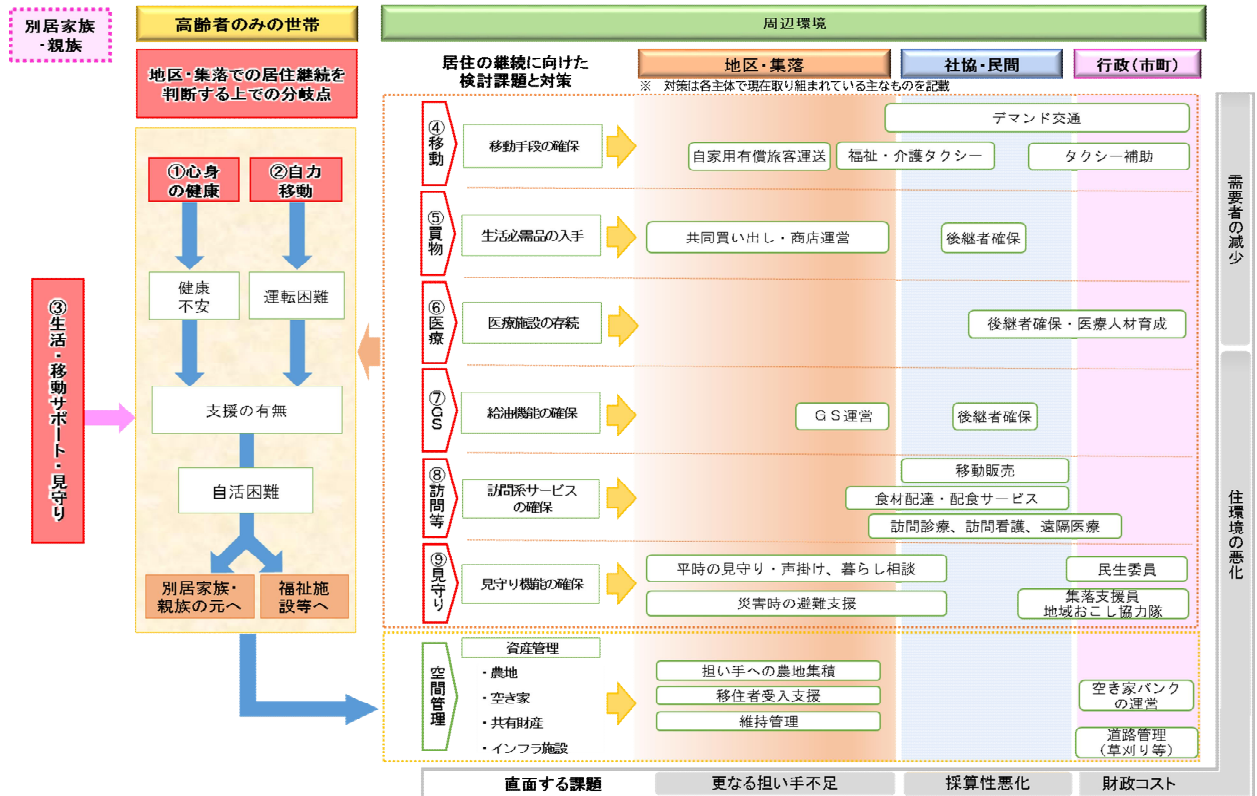 別居家族
・親族
高齢者のみの世帯
周辺環境
地区・集落での居住継続を
判断する上での分岐点
居住の継続に向けた
検討課題と対策
地区・集落
社協・民間
行政（市町）
※　対策は各主体で現在取り組まれている主なものを記載
①心身
の健康
②自力
移動
健康
不安
運転困難
支援の有無
自活困難
別居家族・
親族の元へ
福祉施
設等へ
③生活・移動サポート・見守り
④移動
移動手段の確保
デマンド交通
自家用有償旅客運送
福祉・介護タクシー
タクシー補助
⑤買物
生活必需品の入手
共同買い出し・商店運営
後継者確保
⑥医療
医療施設の存続
後継者確保・医療人材育成
⑦GS
給油機能の確保
ＧＳ運営
後継者確保
⑧訪問等
訪問系サービス
の確保
移動販売
食材配達・配食サービス
訪問診療、訪問看護、遠隔医療
⑨見守り
見守り機能の確保
平時の見守り・声掛け、暮らし相談
民生委員
災害時の避難支援
集落支援員
地域おこし協力隊
空間管理
資産管理
・農地
・空き家
・共有財産
・インフラ施設
担い手への農地集積
移住者受入支援
維持管理
空き家バンク
の運営
道路管理
（草刈り等）
需要者の減少
住環境の悪化
直面する課題
更なる担い手不足
採算性悪化
財政コスト